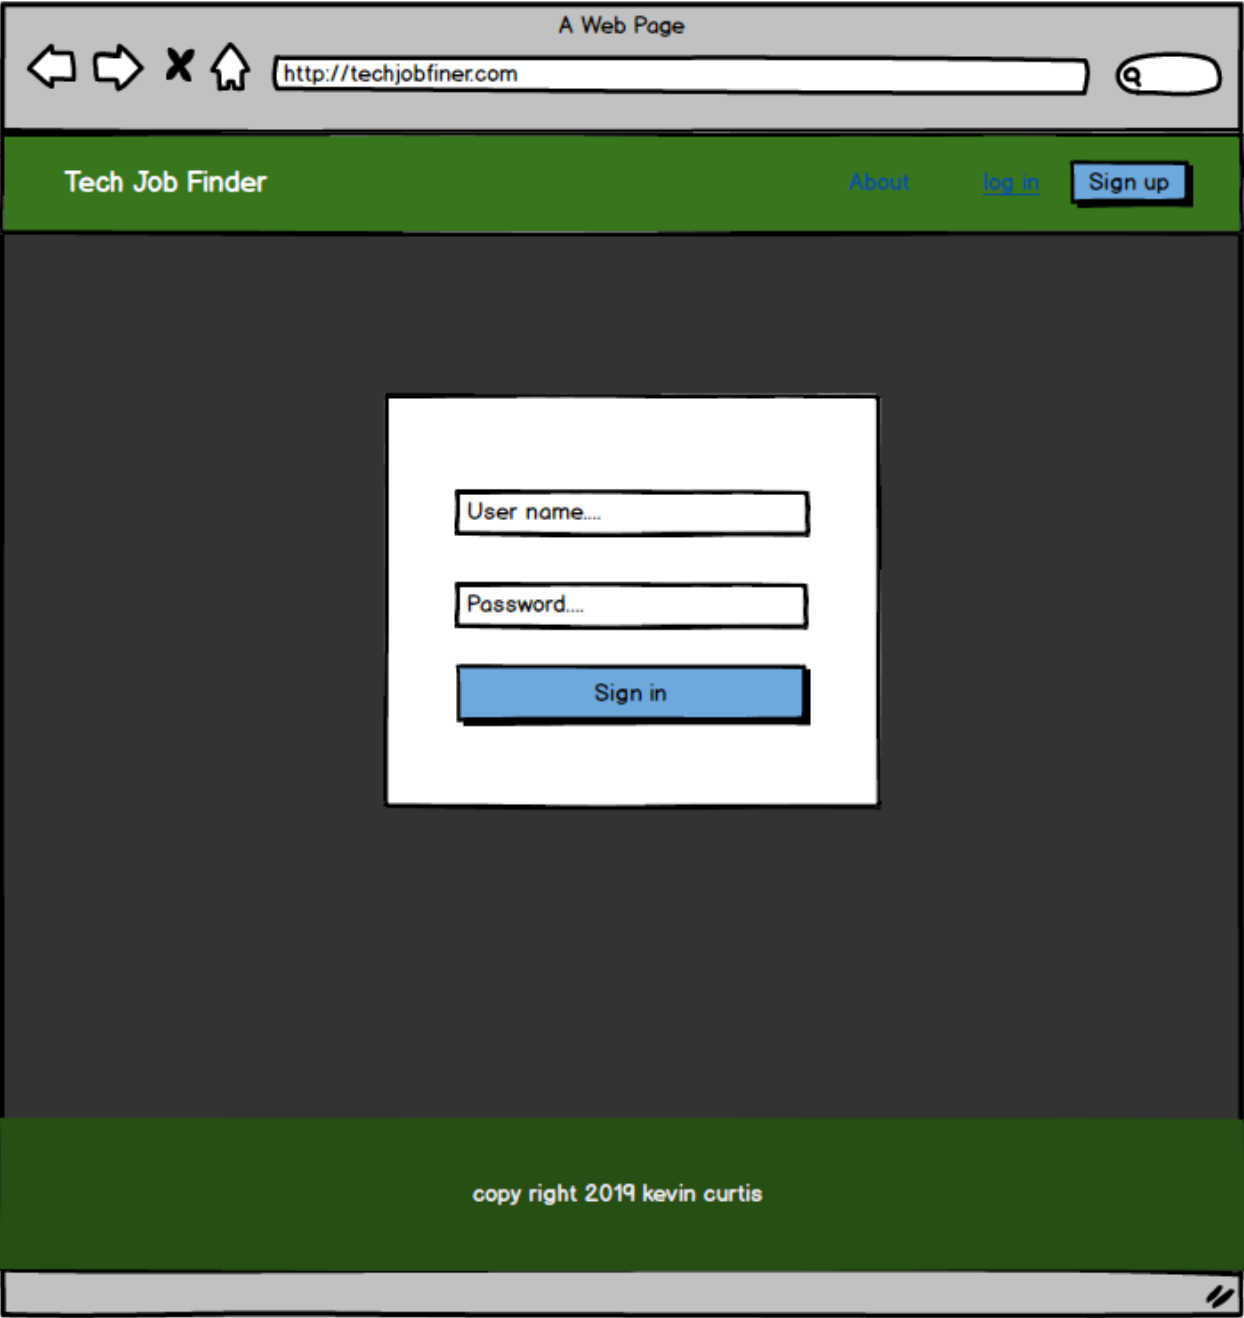 A Web Page
http://techjobfiner.com
Tech Job Finder About log in Sign up
User name....
Password....
Sign in
copy right 2019 kevin curtis